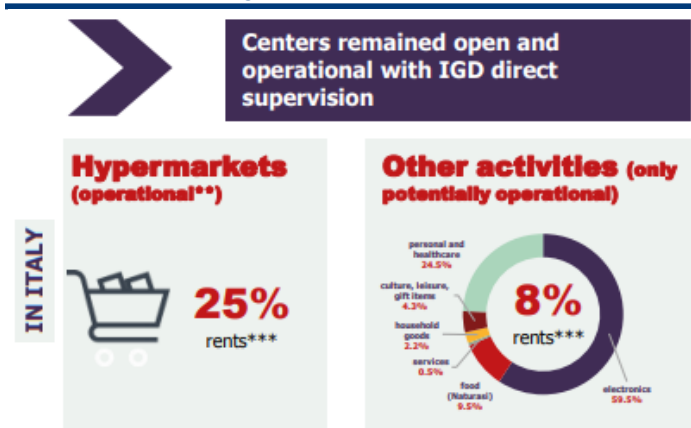 Centers remained open and
operational with IGD direct
supervision
IN ITALY
Hypermarkets
(operational**)
25%
rents***
Other activities (only
potentially operational)
personal and
healthcare
24.5%
culture, leisure,
gift items
4.3%
household
goods
2.2%
services
0.5%
food
(Naturasì)
9.5%
electronics
59.5%
8%
rents***